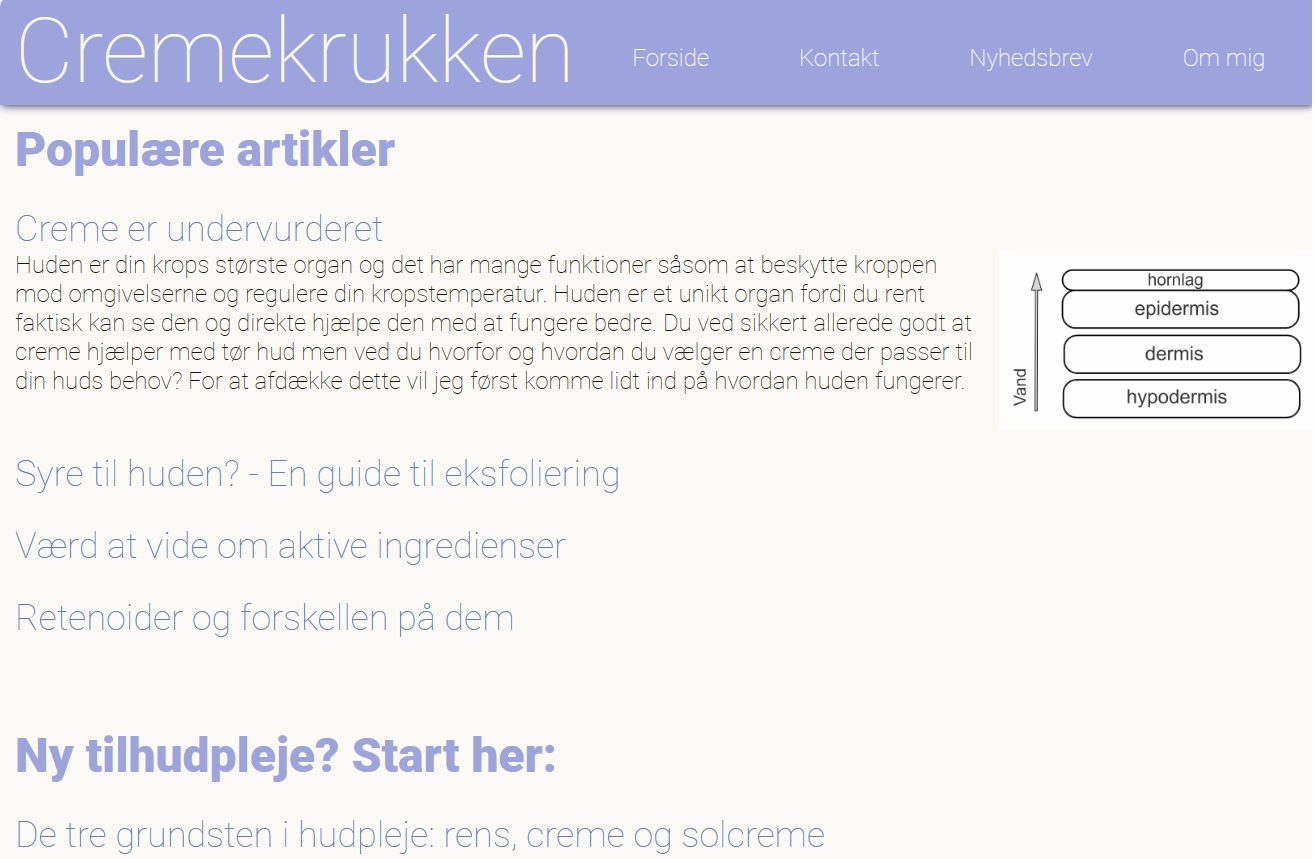 Cremekrukken
Forside
Kontakt
Nyhedsbrev
Om mig
Populære artikler
Creme er undervurderet
Huden er din krops største organ og det har mange funktioner såsom at beskytte kroppen
mod omgivelserne og regulere din kropstemperatur. Huden er et unikt organ fordi du rent
faktisk kan se den og direkte hjælpe den med at fungere bedre. Du ved sikkert allerede godt at
creme hjælper med tør hud men ved du hvorfor og hvordan du vælger en creme der passer til
din huds behov? For at afdække dette vil jeg først komme lidt ind på hvordan huden fungerer.
Vand
hornlag
epidermis
dermis
hypodermis
Syre til huden? - En guide til eksfoliering
Værd at vide om aktive ingredienser
Retenoider og forskellen på dem
Ny tilhudpleje? Start her:
De tre grundsten i hudpleje: rens, creme og solcreme